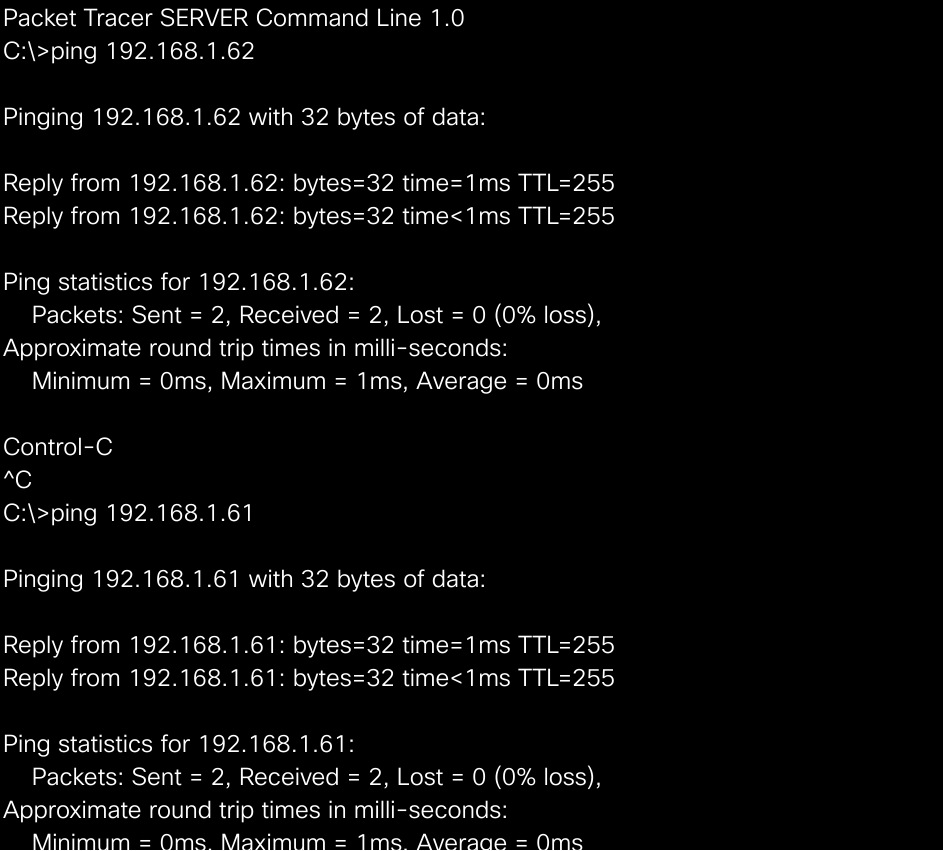 Packet Tracer SERVER Command Line 1.0
C:\>ping 192.168.1.62
Pinging 192.168.1.62 with 32 bytes of data:
Reply from 192.168.1.62: bytes=32 time=1ms TTL=255
Reply from 192.168.1.62: bytes=32 time<1ms TTL=255
Ping statistics for 192.168.1.62:
Packets: Sent = 2, Received = 2, Lost = 0 (0% loss),
Approximate round trip times in milli-seconds:
Minimum = 0ms, Maximum = 1ms, Average = 0ms
Control-C
^C
C:\>ping 192.168.1.61
Pinging 192.168.1.61 with 32 bytes of data:
Reply from 192.168.1.61: bytes=32 time=1ms TTL=255
Reply from 192.168.1.61: bytes=32 time<1ms TTL=255
Ping statistics for 192.168.1.61:
Packets: Sent = 2, Received = 2, Lost = 0 (0% loss),
Approximate round trip times in milli-seconds:
Minimum = 0ms, Maximum = 1ms, Average = 0ms